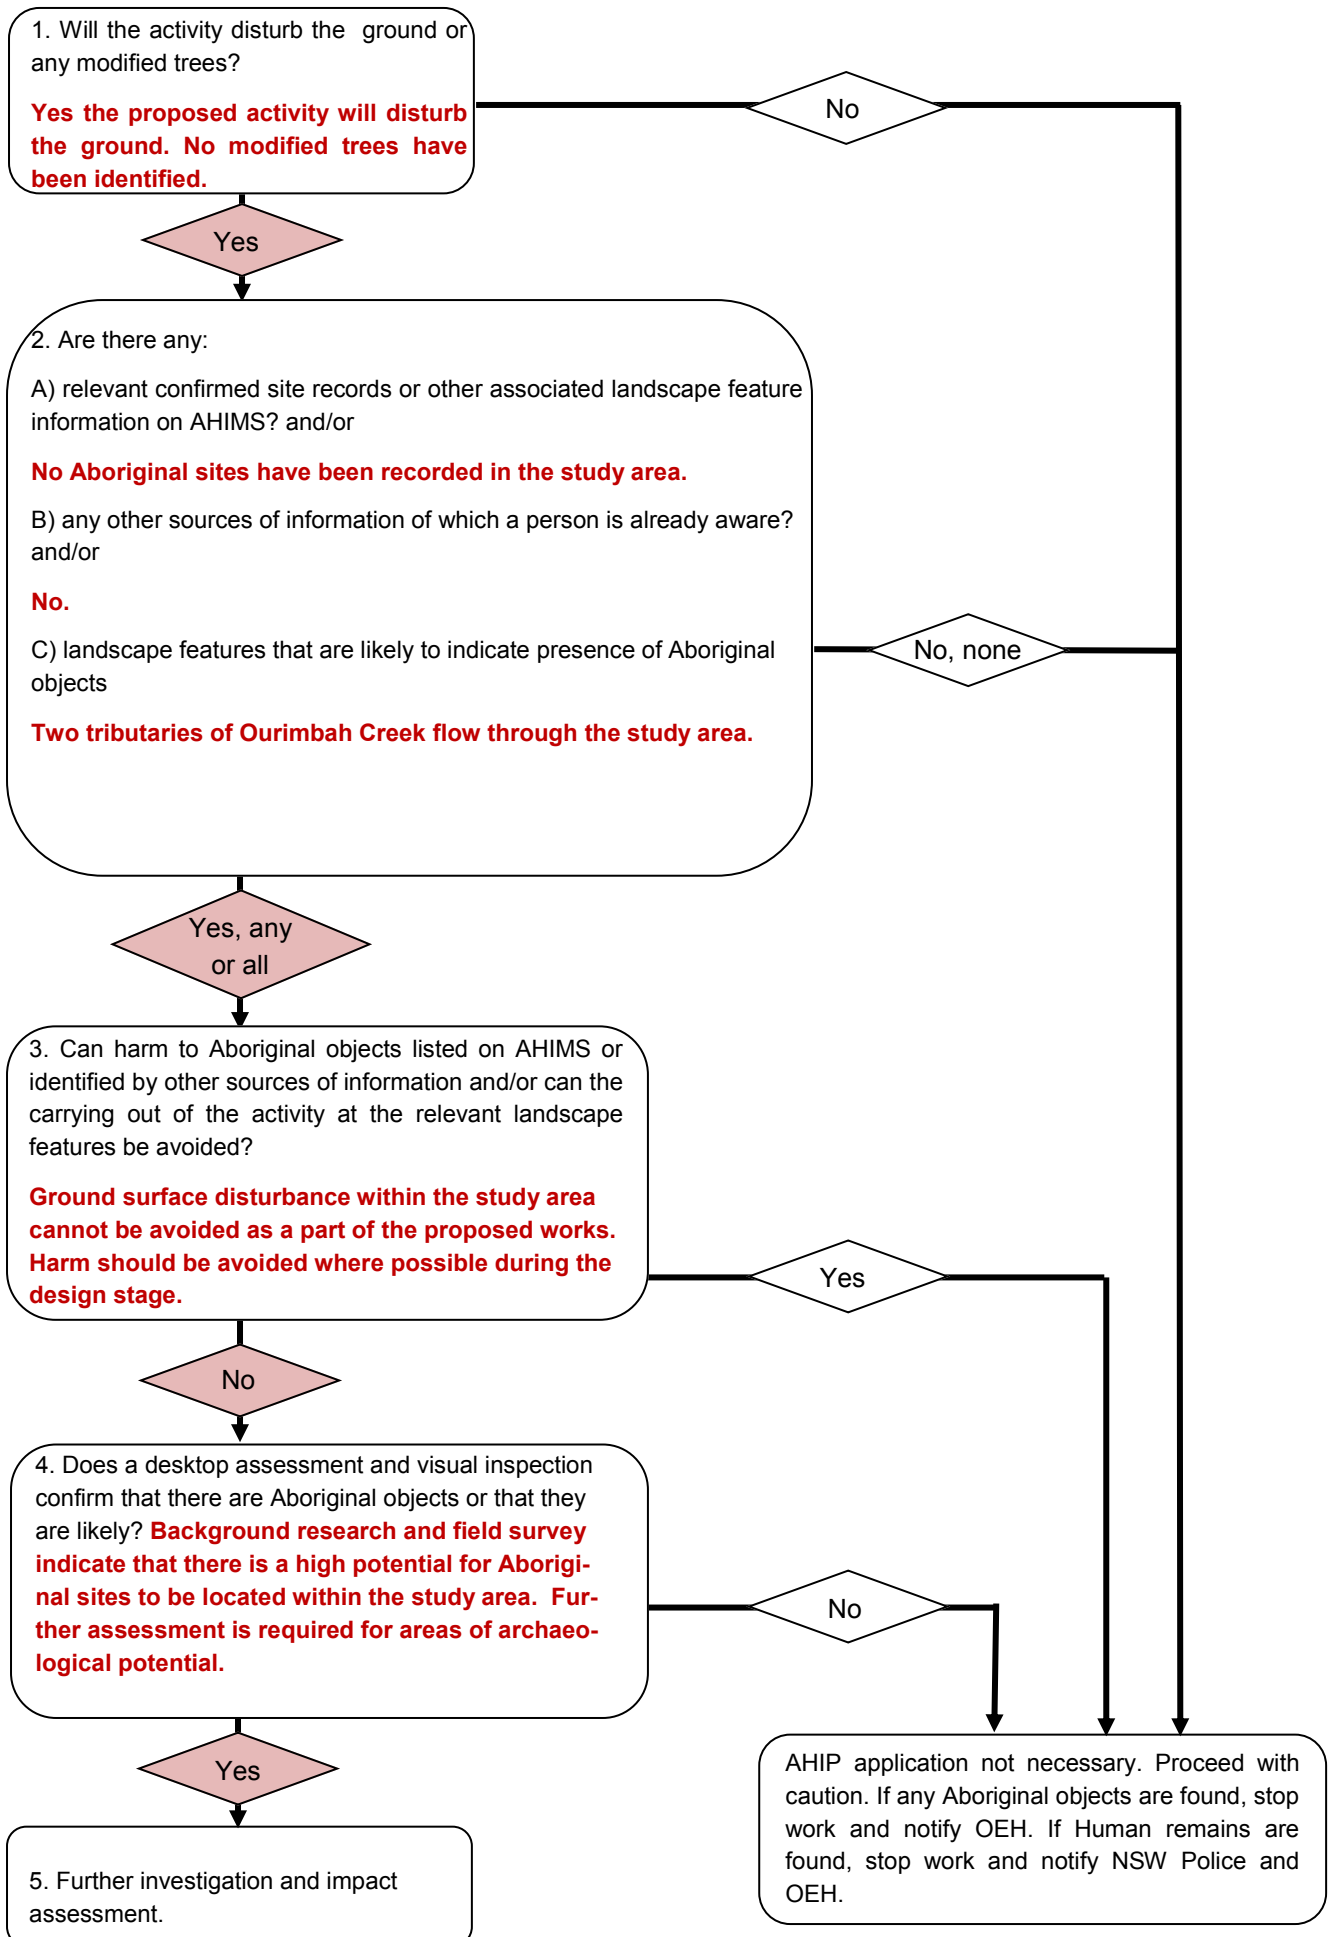 1. Will the activity disturb the ground or
any modified trees?
Yes the proposed activity will disturb
the ground. No modified trees have
been identified.
No
Yes
2. Are there any:
A) relevant confirmed site records or other associated landscape feature
information on AHIMS? and/or
No Aboriginal sites have been recorded in the study area.
B) any other sources of information of which a person is already aware?
and/or
No.
C) landscape features that are likely to indicate presence of Aboriginal
objects
Two tributaries of Ourimbah Creek flow through the study area.
No, none
Yes, any
or all
3. Can harm to Aboriginal objects listed on AHIMS or
identified by other sources of information and/or can the
carrying out of the activity at the relevant landscape
features be avoided?
Ground surface disturbance within the study area
cannot be avoided as a part of the proposed works.
Harm should be avoided where possible during the
design stage.
Yes
No
4. Does a desktop assessment and visual inspection
confirm that there are Aboriginal objects or that they
are likely? Background research and field survey
indicate that there is a high potential for Aborigi-
nal sites to be located within the study area. Fur-
ther assessment is required for areas of archaeo-
logical potential.
No
Yes
AHIP application not necessary. Proceed with
caution. If any Aboriginal objects are found, stop
work and notify OEH. If Human remains are
found, stop work and notify NSW Police and
OEH.
5. Further investigation and impact
assessment.